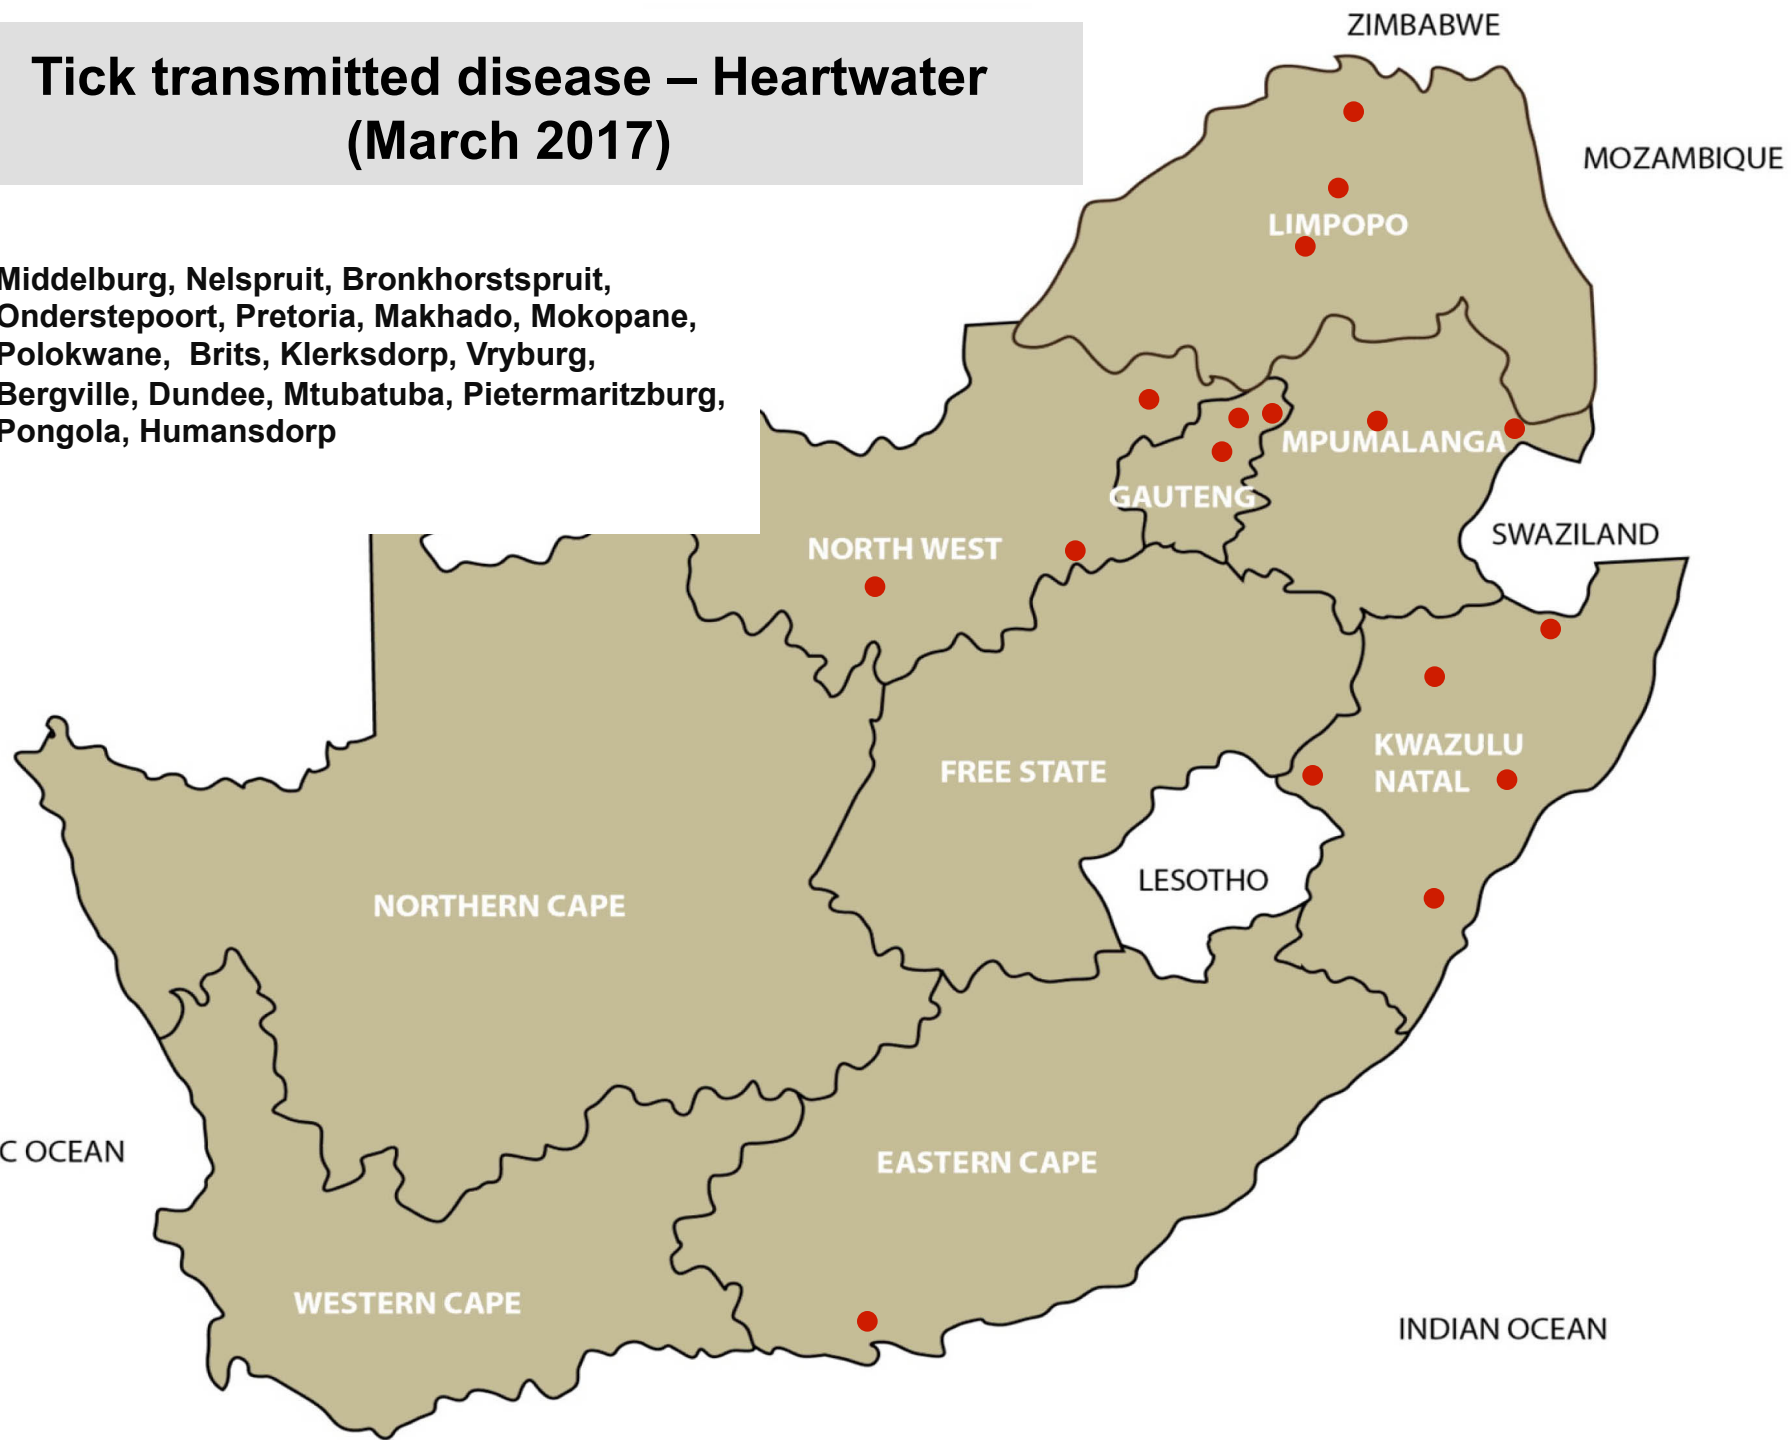 Tick transmitted disease – Heartwater
(March 2017)
Middelburg, Nelspruit, Bronkhorstspruit,
Onderstepoort, Pretoria, Makhado, Mokopane,
Polokwane,  Brits, Klerksdorp, Vryburg,
Bergville, Dundee, Mtubatuba, Pietermaritzburg,
Pongola, Humansdorp
ZIMBABWE
MOZAMBIQUE
LIMPOPO
MPUMALANGA
GAUTENG
NORTH WEST
SWAZILAND
KWAZULU
NATAL
FREE STATE
LESOTHO
NORTHERN CAPE
C OCEAN
EASTERN CAPE
WESTERN CAPE
INDIAN OCEAN